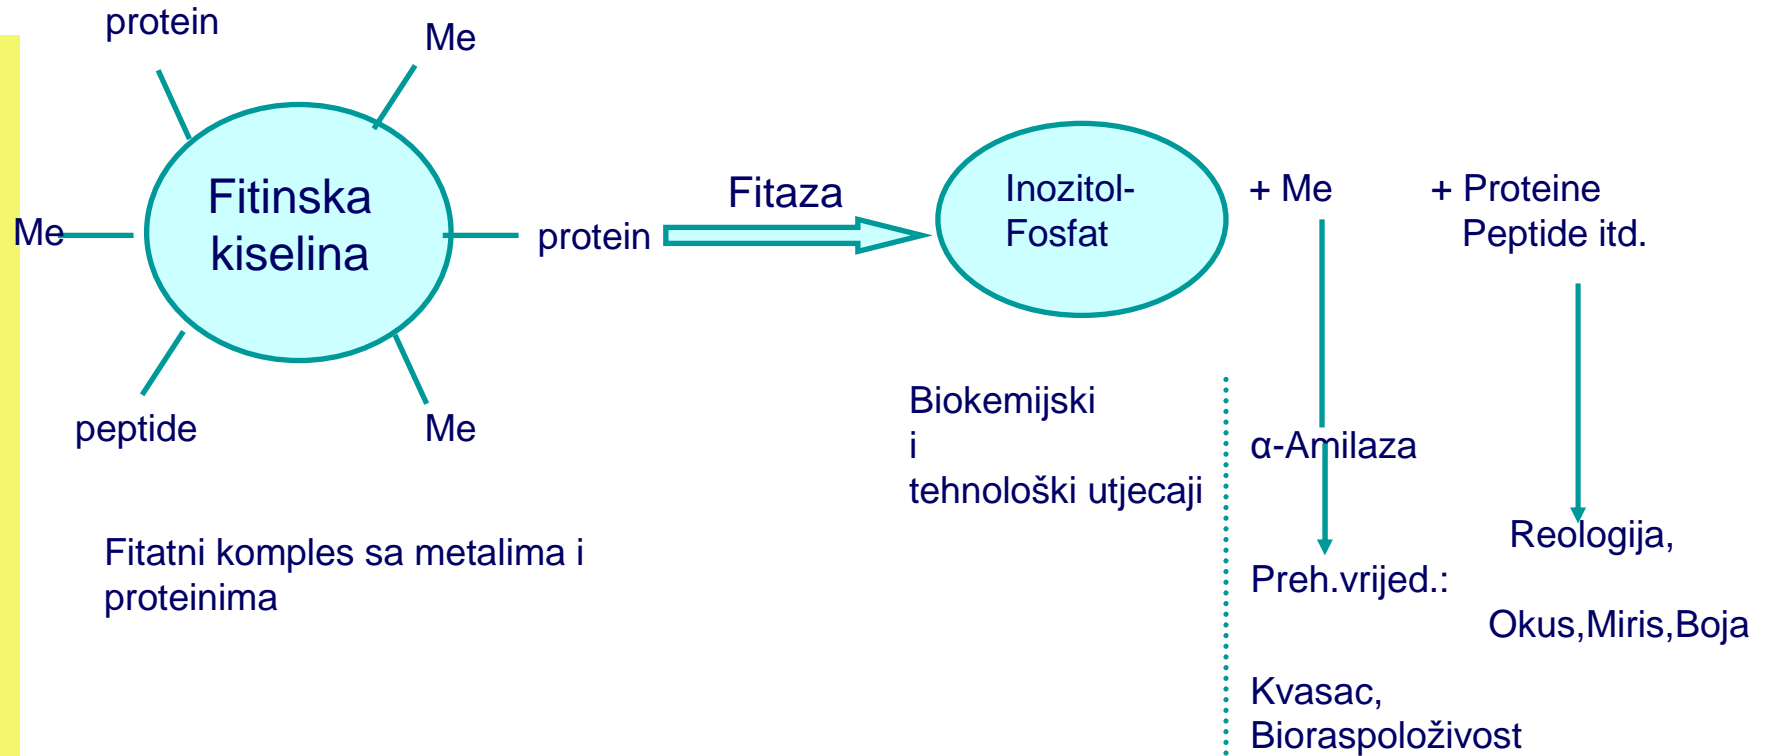 protein
Me
Fitinska
kiselina
Me
protein
peptide
Me
Fitatni komples sa metalima i
proteinima
Fitaza
Inozitol-
Fosfat
+ Me
+ Proteine
Peptide itd.
Biokemijski
i
tehnološki utjecaji
α-Amilaza
Preh.vrijed.:
Kvasac,
Bioraspoloživost
Reologija,
Okus,Miris,Boja